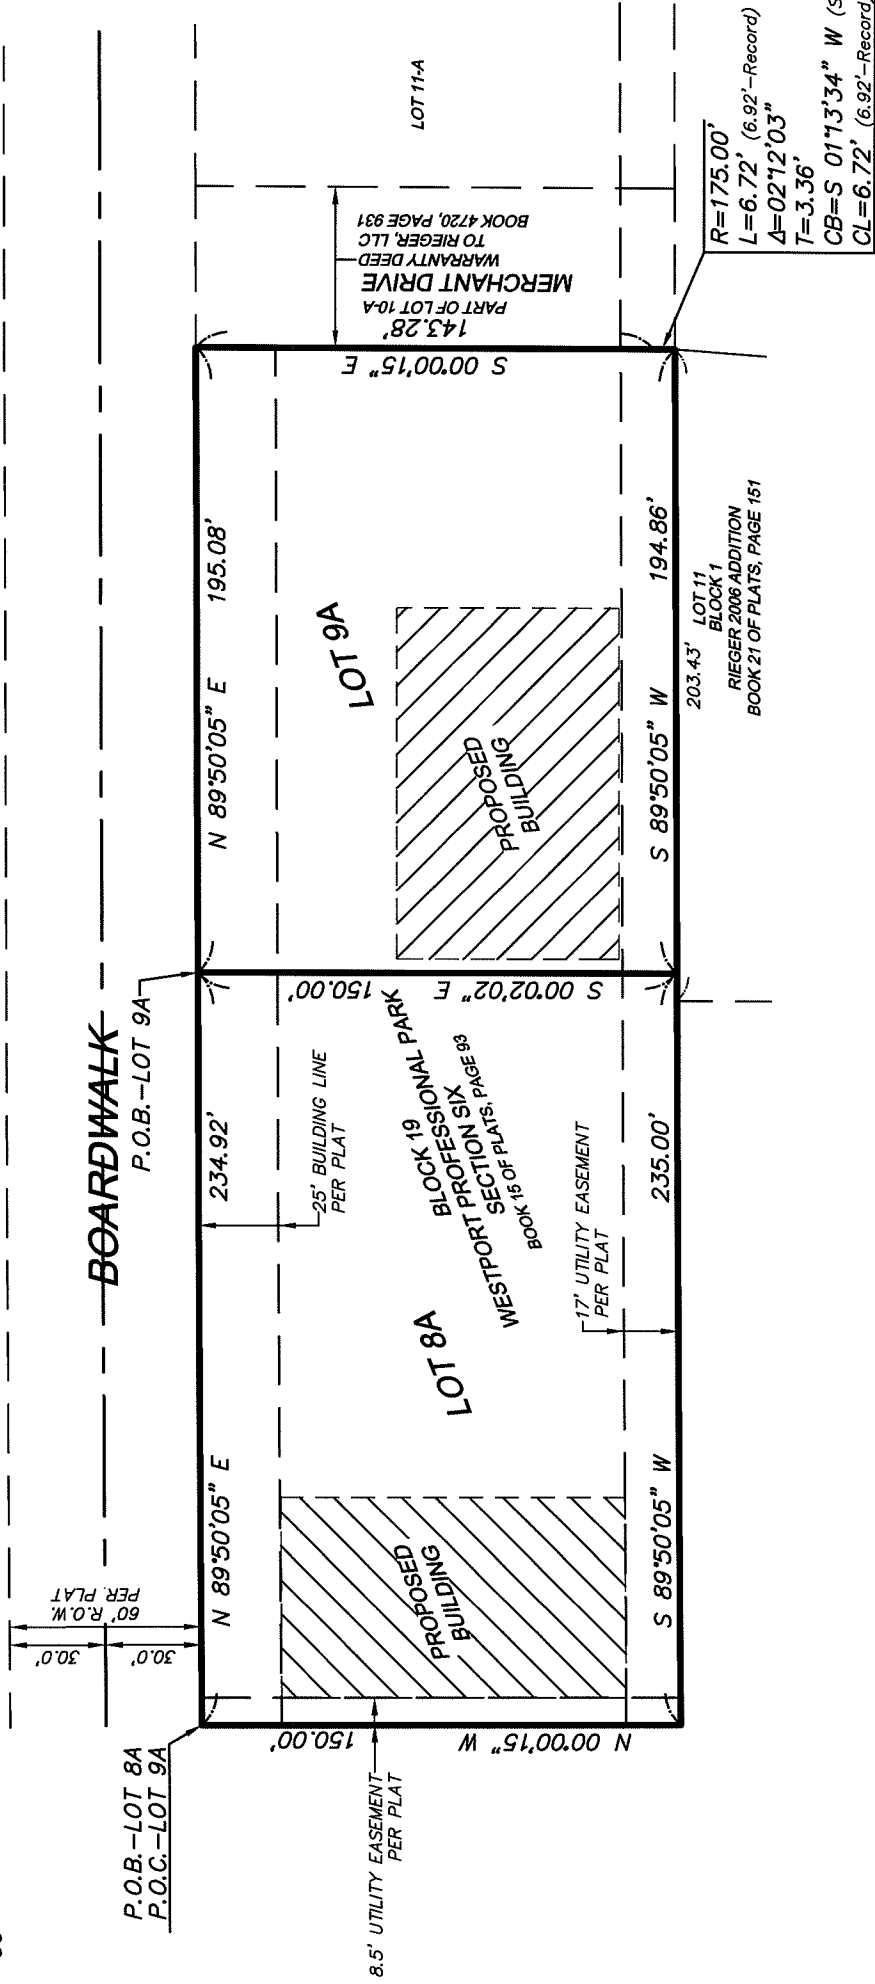 BOARDWALK
P.O.B.-LOT 8A
P.O.C.-LOT 9A
30.0'
30.0'
60' R.O.W.
PER PLAT
P.O.B.-LOT 9A
N 89°50'05" E
234.92'
N 89°50'05" E
195.08'
25' BUILDING LINE
PER PLAT
N 00°00'15" W
150.00'
8.5' UTILITY EASEMENT
PER PLAT
PROPOSED
BUILDING
LOT 8A
BLOCK 19
WESTPORT PROFESSIONAL PARK
SECTION SIX
BOOK 15 OF PLATS, PAGE 93
17' UTILITY EASEMENT
PER PLAT
S 89°50'05" W
235.00'
S 00°02'02" E
150.00'
LOT 9A
PROPOSED
BUILDING
S 89°50'05" W
194.86'
203.43'
LOT 11
BLOCK 1
RIEGER 2006 ADDITION
BOOK 21 OF PLATS, PAGE 151
S 00°00'15" E
143.28'
PART OF LOT 10-A
MERCHANT DRIVE
WARRANTY DEED
TO RIEGER, LLC
BOOK 4720, PAGE 931
LOT 11-A
R=175.00'
L=6.72' (6.92'-Record)
Δ=02°12'03"
T=3.36'
CB=S 01°13'34" W (S
CL=6.72' (6.92'-Record)